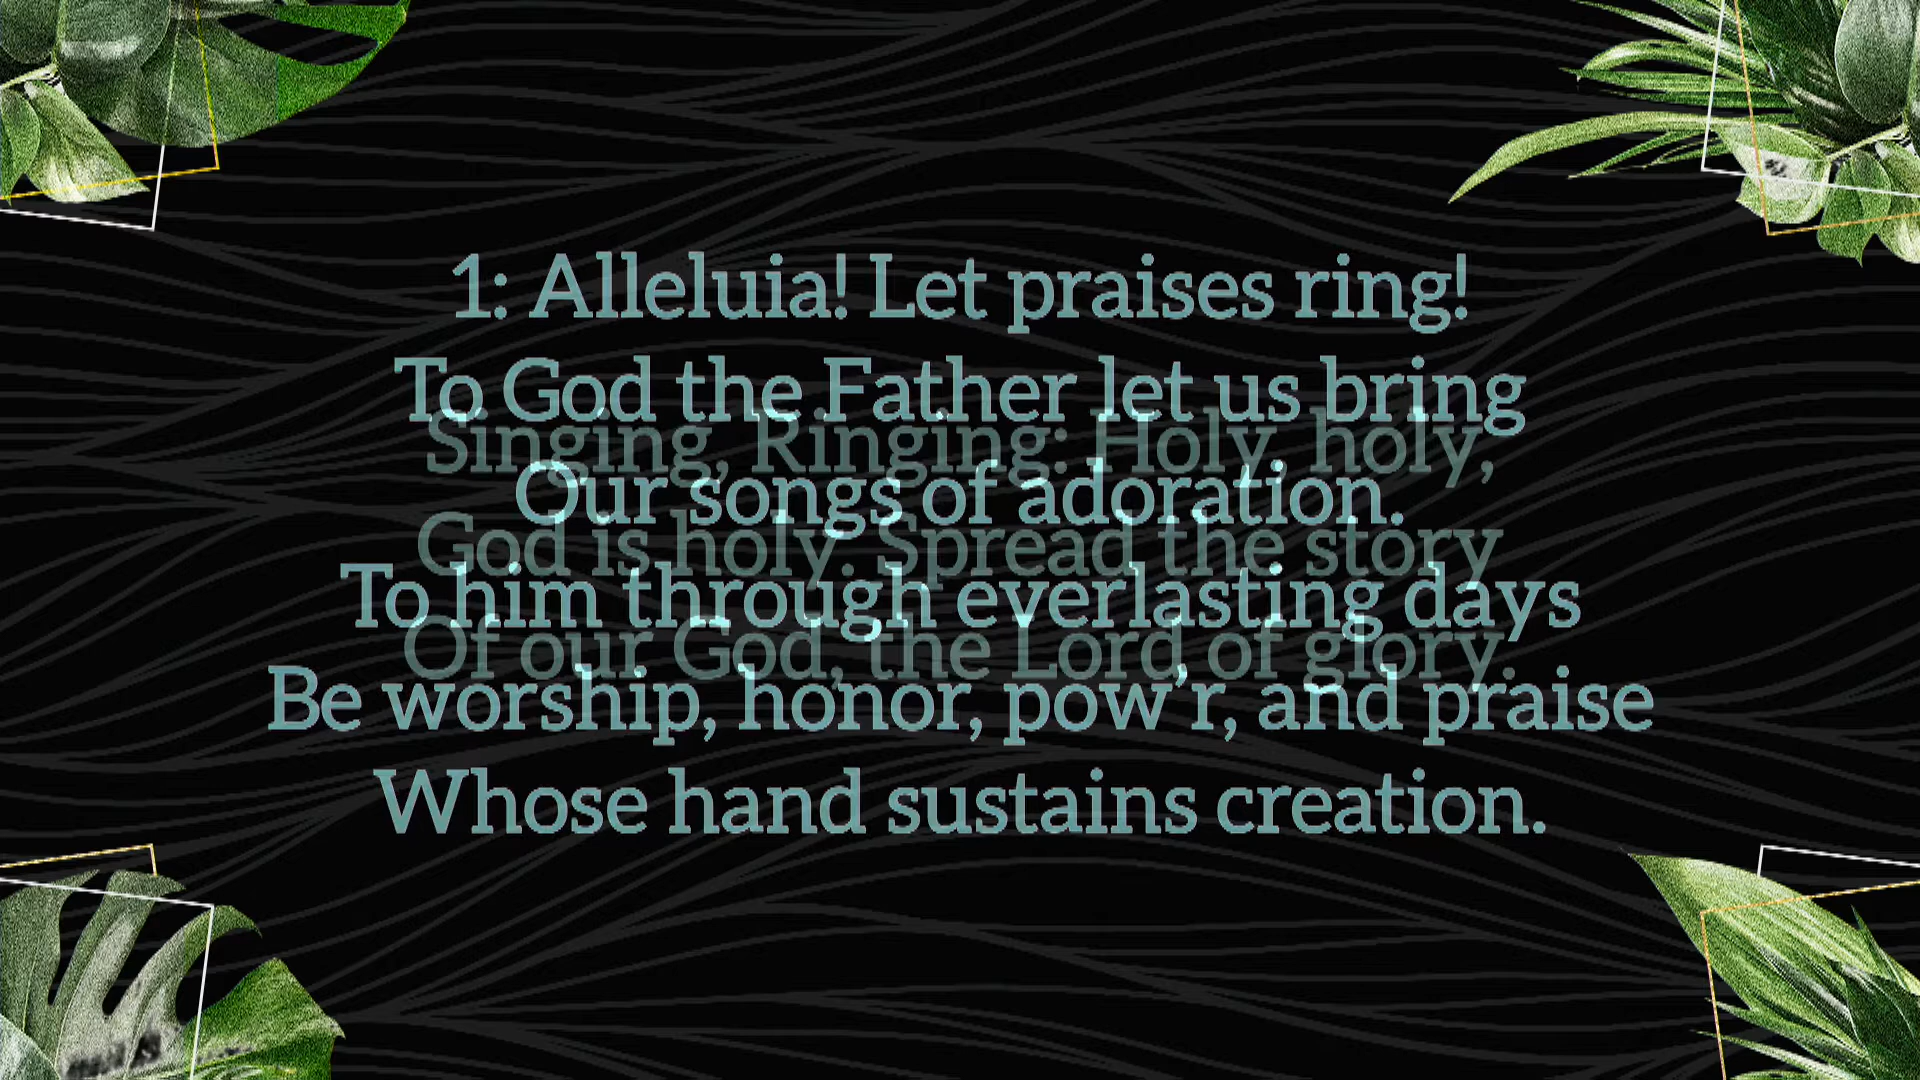 1: Alleluia! Let praises ring!
To God the Father let us bring
Singing, Ringing: Holy, holy,
Our songs of adoration.
God is holy. Spread the story
To him through everlasting days
Of our God, the Lord of glory.
Be worship, honor, pow'r, and praise
Whose hand sustains creation.